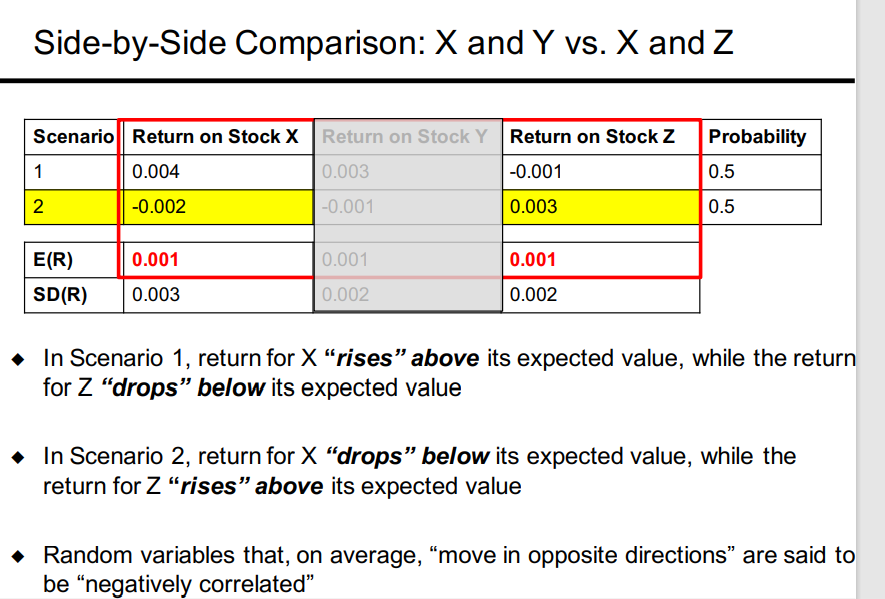 Side-by-Side Comparison: X and Y vs. X and Z
Scenario Return on Stock X Return on Stock Y Return on Stock Z Probability
1 0.004 0.003 -0.001 0.5
2 -0.002 -0.001 0.003 0.5
E(R) 0.001 0.001 0.001
SD(R) 0.003 0.002 0.002
◆ In Scenario 1, return for X “rises” above its expected value, while the return
for Z “drops” below its expected value
◆ In Scenario 2, return for X “drops” below its expected value, while the
return for Z “rises” above its expected value
◆ Random variables that, on average, “move in opposite directions” are said to
be “negatively correlated”